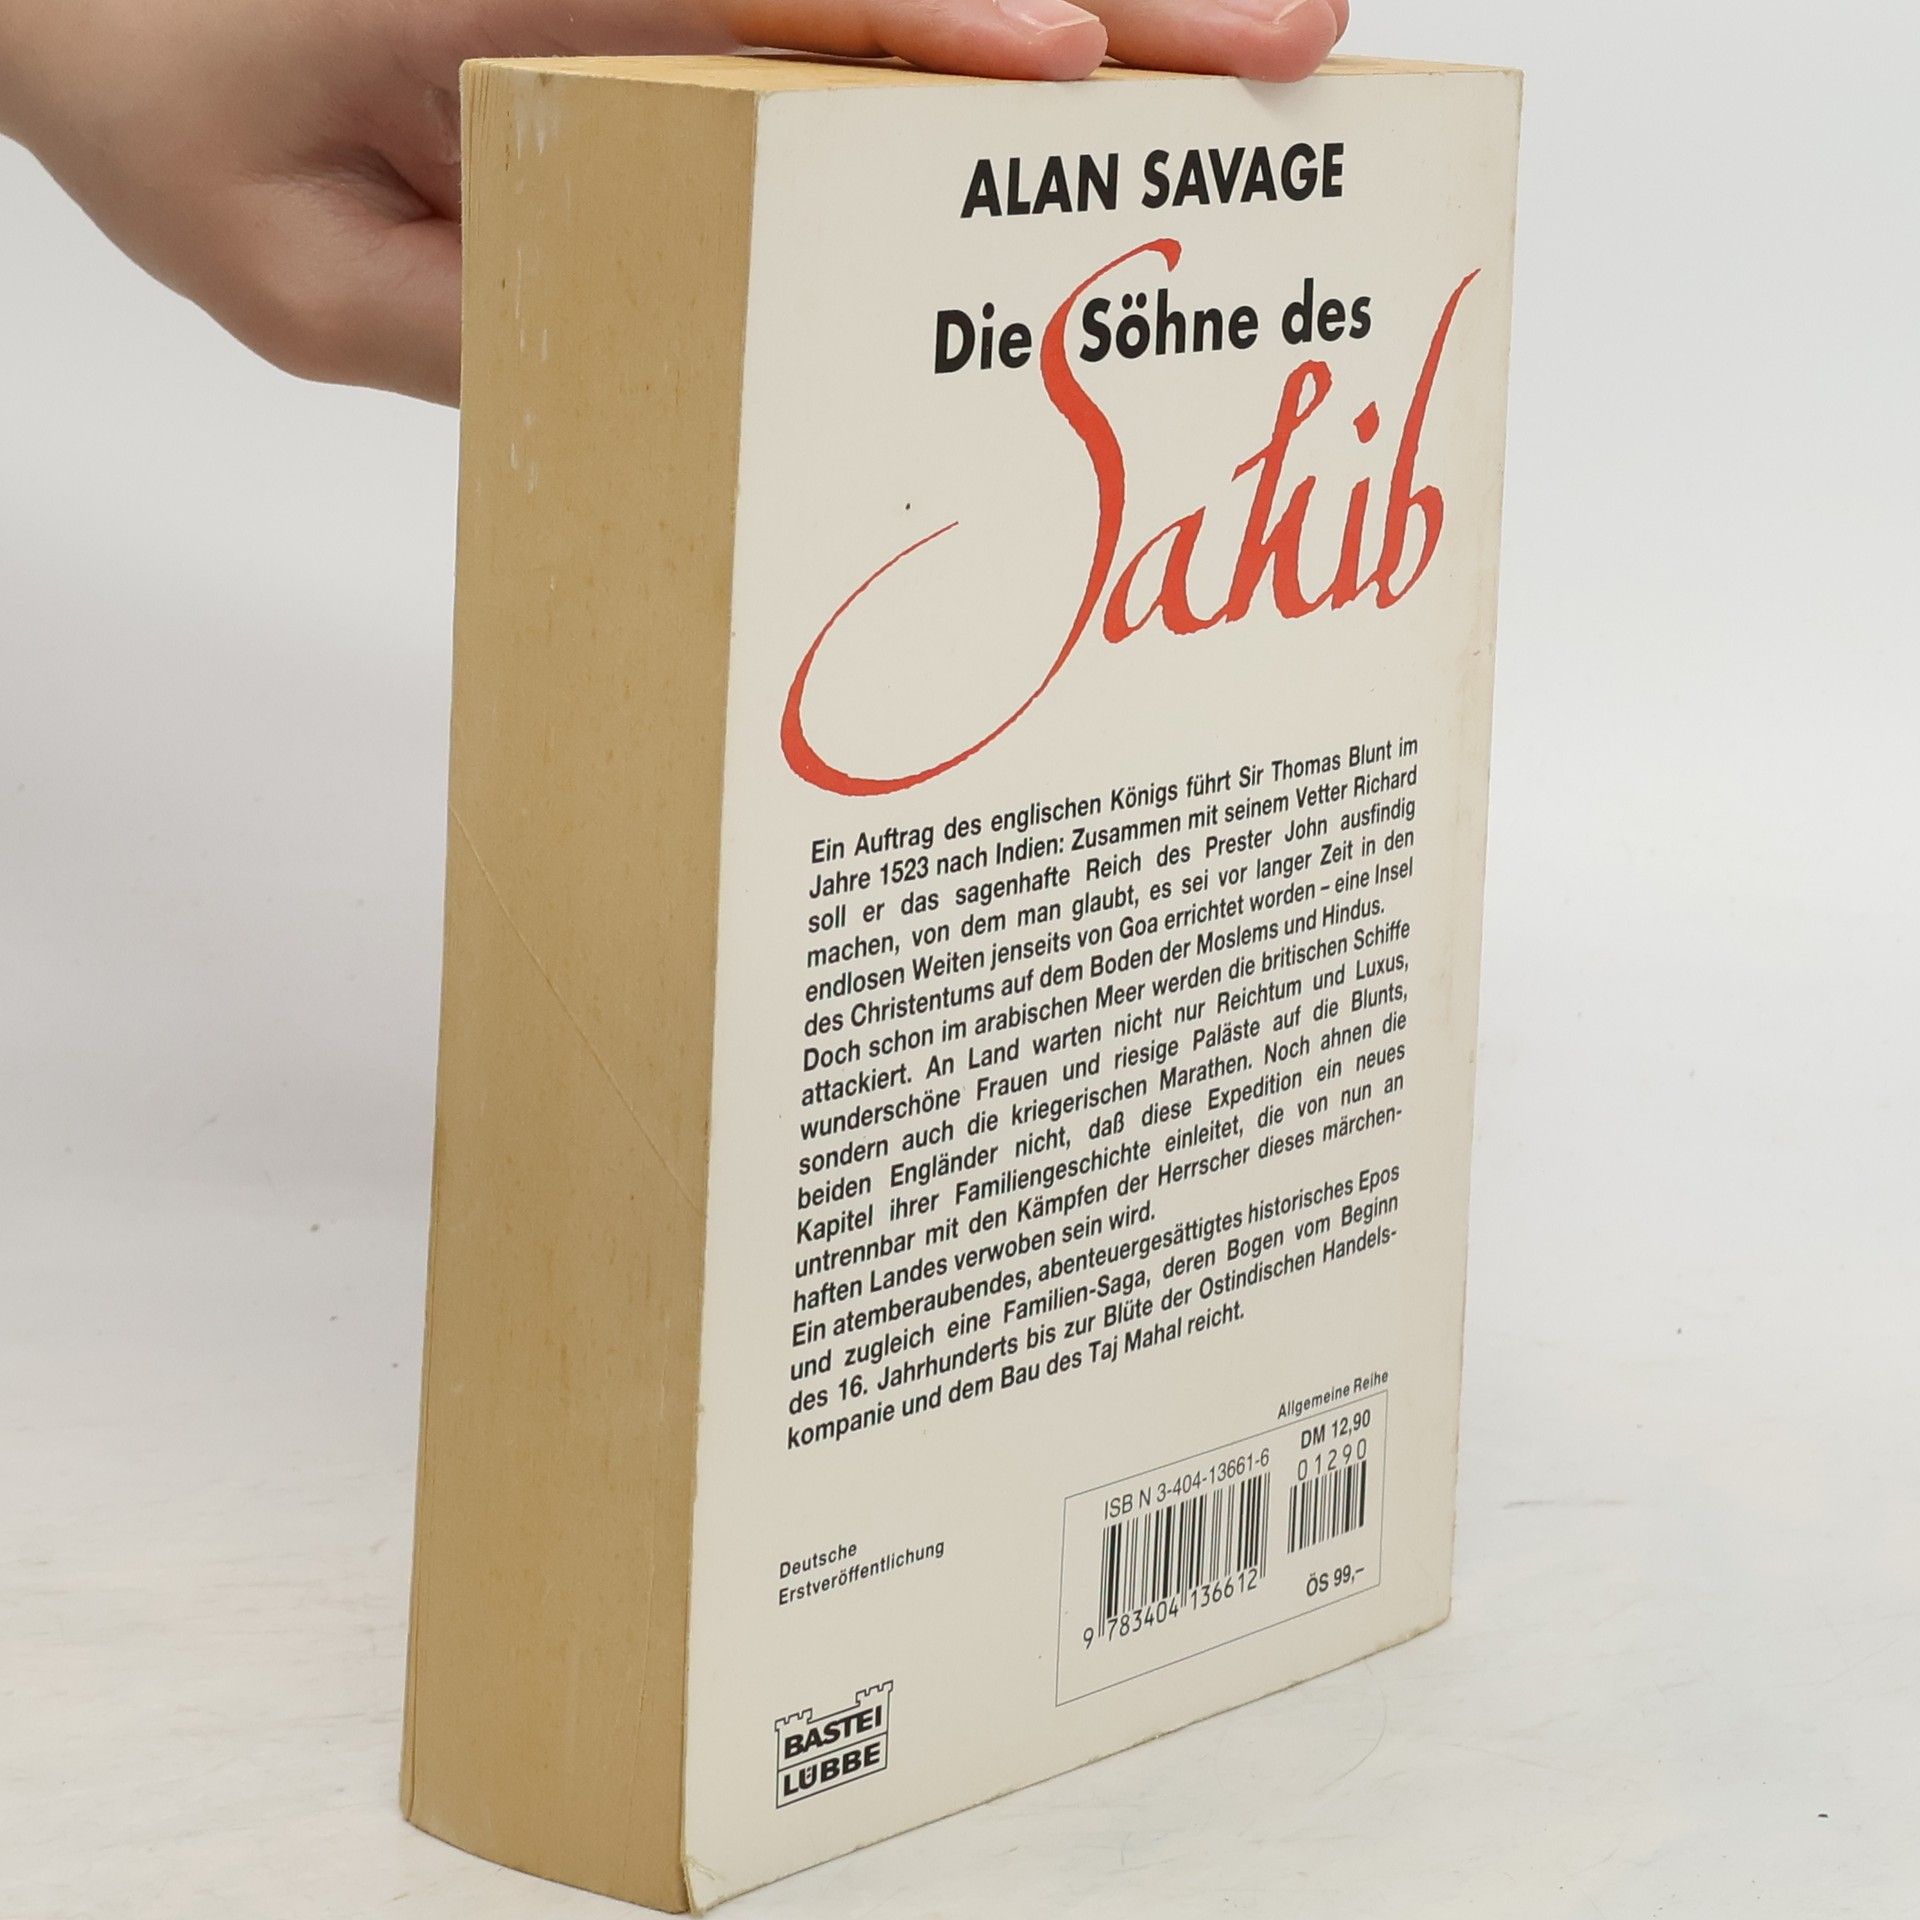 ALAN SAVAGE
Die Söhne des
Sahib
Ein Auftrag des englischen Königs führt Sir Thomas Blunt im
Jahre 1523 nach Indien: Zusammen mit seinem Vetter Richard
soll er das sagenhafte Reich des Prester John ausfindig
machen, von dem man glaubt, es sei vor langer Zeit in den
endlosen Weiten jenseits von Goa errichtet worden – eine Insel
des Christentums auf dem Boden der Moslems und Hindus.
Doch schon im arabischen Meer werden die britischen Schiffe
attackiert. An Land warten nicht nur Reichtum und Luxus,
wunderschöne Frauen und riesige Paläste auf die Blunts,
sondern auch die kriegerischen Marathen. Noch ahnen die
beiden Engländer nicht, daß diese Expedition ein neues
Kapitel ihrer Familiengeschichte einleitet, die von nun an
untrennbar mit den Kämpfen der Herrscher dieses märchen-
haften Landes verwoben sein wird.
Ein atemberaubendes, abenteuergesättigtes historisches Epos
und zugleich eine Familien-Saga, deren Bogen vom Beginn
des 16. Jahrhunderts bis zur Blüte der Ostindischen Handels-
kompanie und dem Bau des Taj Mahal reicht.
Allgemeine Reihe
DM 12,90
ISBN 3-404-13661-6
01290
9 783404 136612
ÖS 99,–
Deutsche
Erstveröffentlichung
BASTEI
LÜBBE